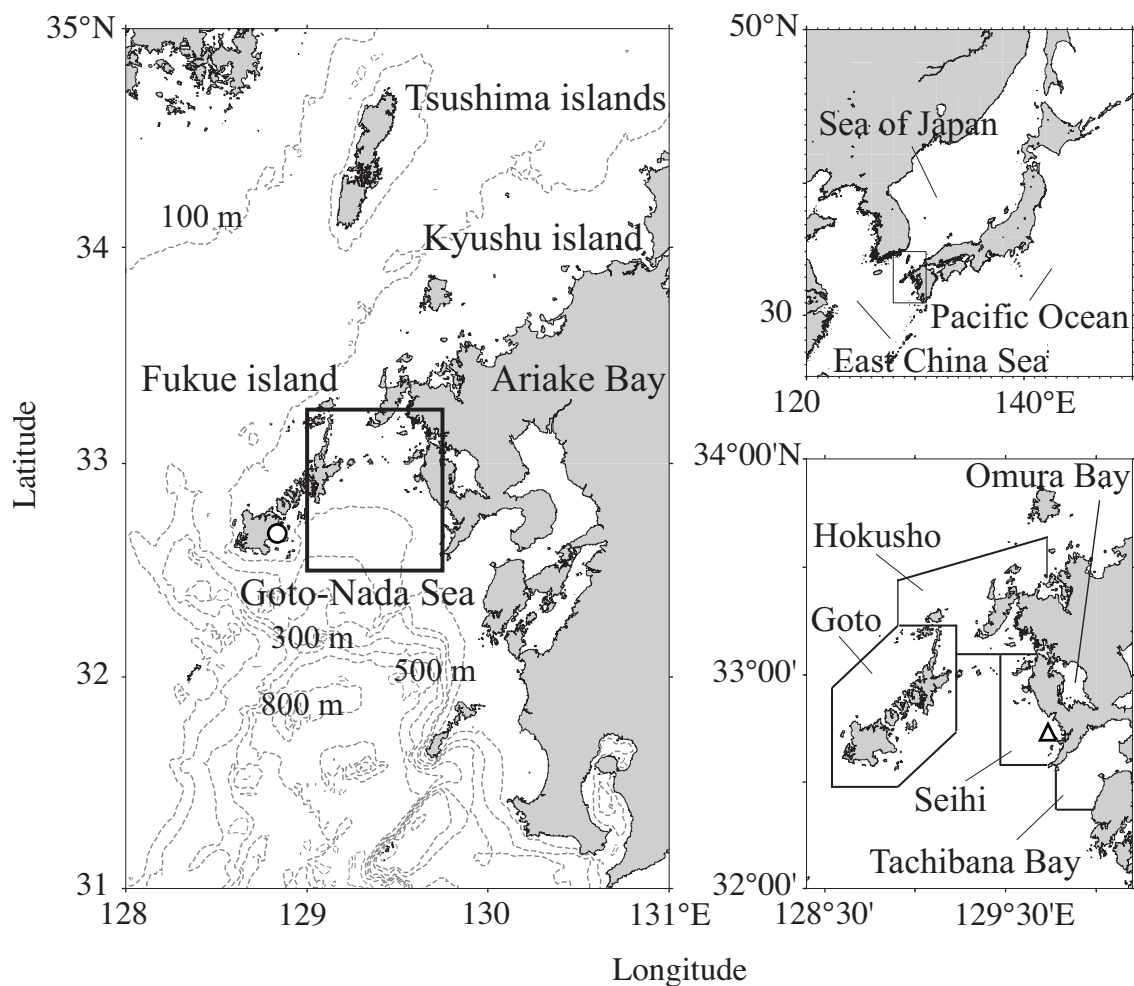 35°N
Tsushima islands
100 m
34
Kyushu island
Fukue island
Ariake Bay
33
Goto-Nada Sea
300 m
32
500 m
800 m
31
128
129
130
131°E
Latitude
Longitude
50°N
Sea of Japan
30
Pacific Ocean
East China Sea
120
140°E
34°00'N
Omura Bay
Hokusho
Goto
33°00'
Seihi
Tachibana Bay
32°00'
128°30'
129°30'E